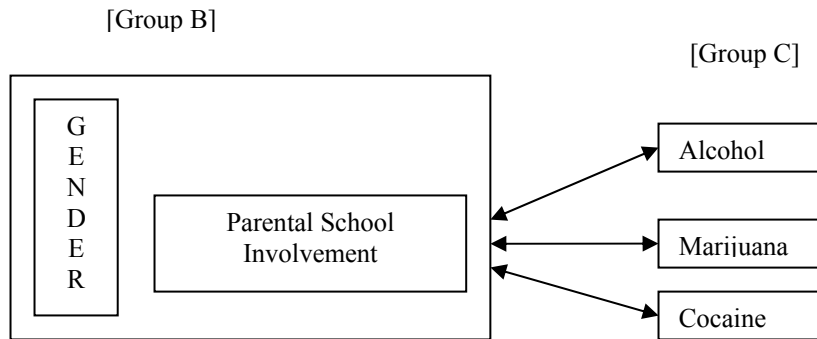 [Group B]
[Group C]
G
E
N
D
E
R
Parental School
Involvement
Alcohol
Marijuana
Cocaine